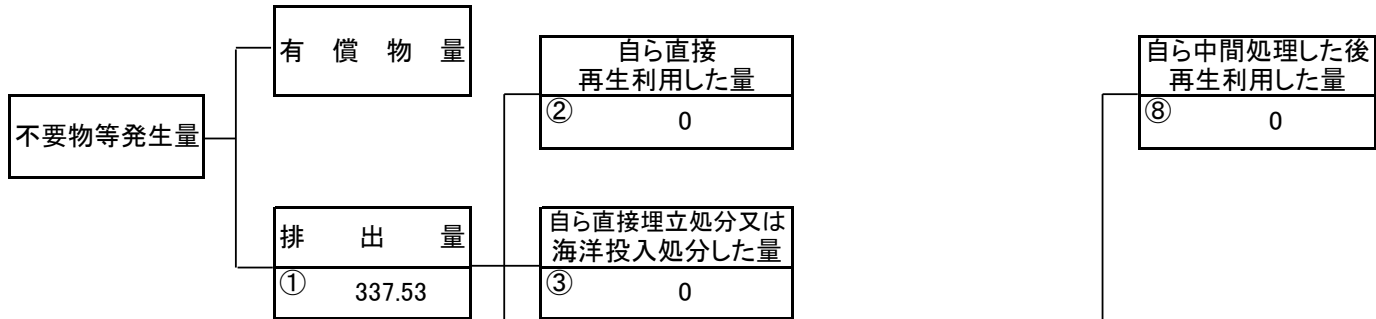 有償物量
自ら直接
再生利用した量
② 0
自ら中間処理した後
再生利用した量
⑧ 0
不要物等発生量
排出量
① 337.53
自ら直接埋立処分又は
海洋投入処分した量
③ 0